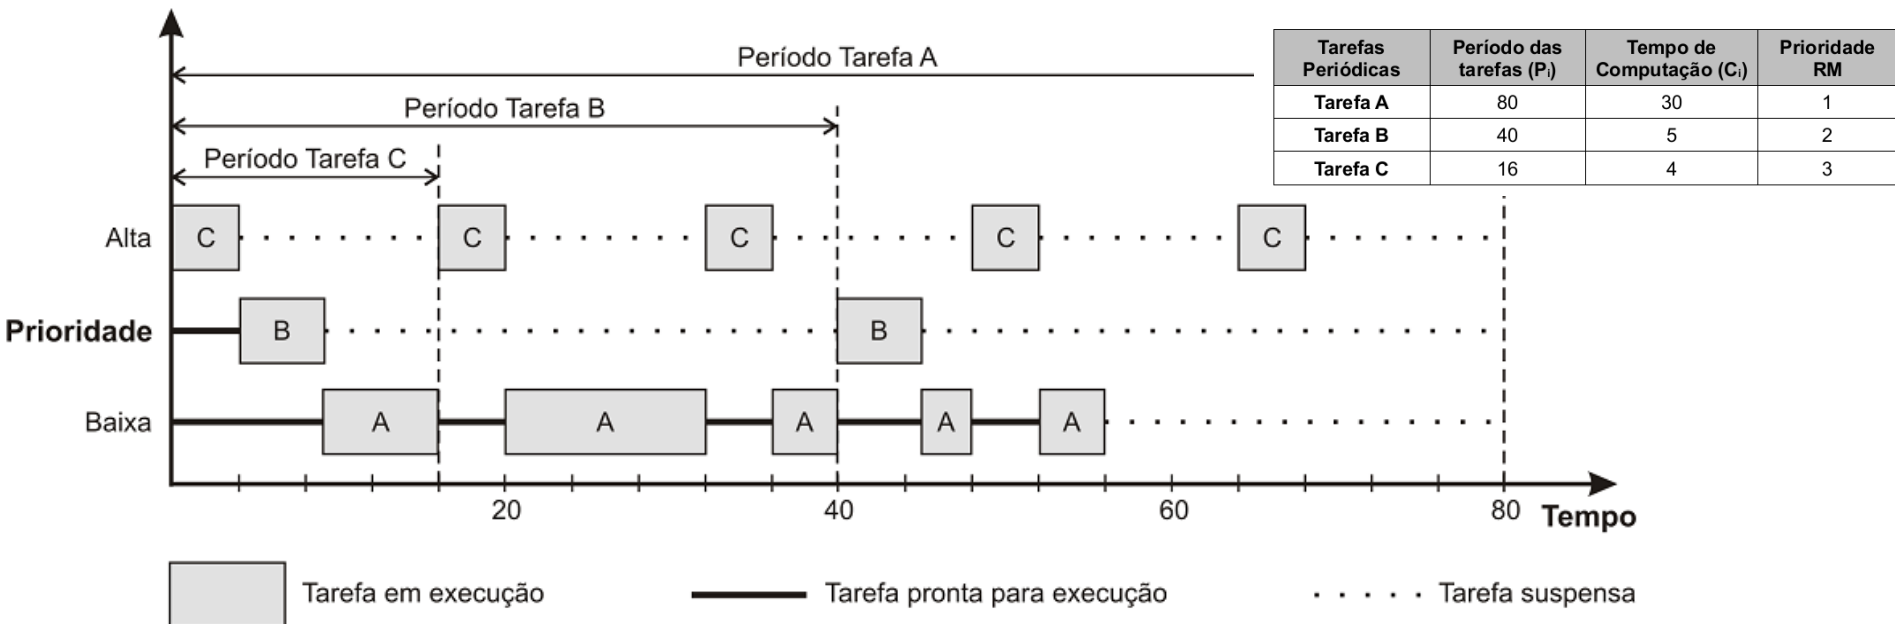 Período Tarefa A
Período Tarefa B
Período Tarefa C
Tarefas Periódicas Período das tarefas (Pᵢ) Tempo de Computação (Cᵢ) Prioridade RM
Tarefa A 80 30 1
Tarefa B 40 5 2
Tarefa C 16 4 3
Alta C C C C C
Prioridade B B
Baixa A A A A A
20 40 60 80 Tempo
Tarefa em execução Tarefa pronta para execução Tarefa suspensa